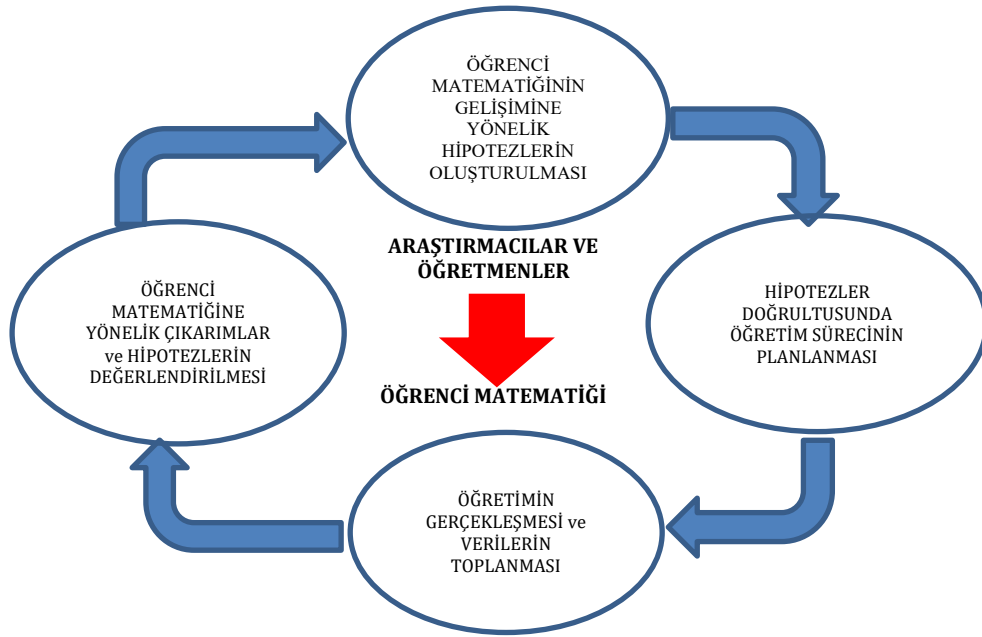 ÖĞRENCİ
MATEMATİĞİNİN
GELİŞİMİNE
YÖNELİK
HİPOTEZLERİN
OLUŞTURULMASI
ARAŞTIRMACILAR VE
ÖĞRETMENLER
ÖĞRENCİ
MATEMATİĞİNE
YÖNELİK ÇIKARIMLAR
ve HİPOTEZLERİN
DEĞERLENDİRİLMESİ
HİPOTEZLER
DOĞRULTUSUNDA
ÖĞRETİM SÜRECİNİN
PLANLANMASI
ÖĞRENCİ MATEMATİĞİ
ÖĞRETİMİN
GERÇEKLEŞMESİ ve
VERİLERİN
TOPLANMASI